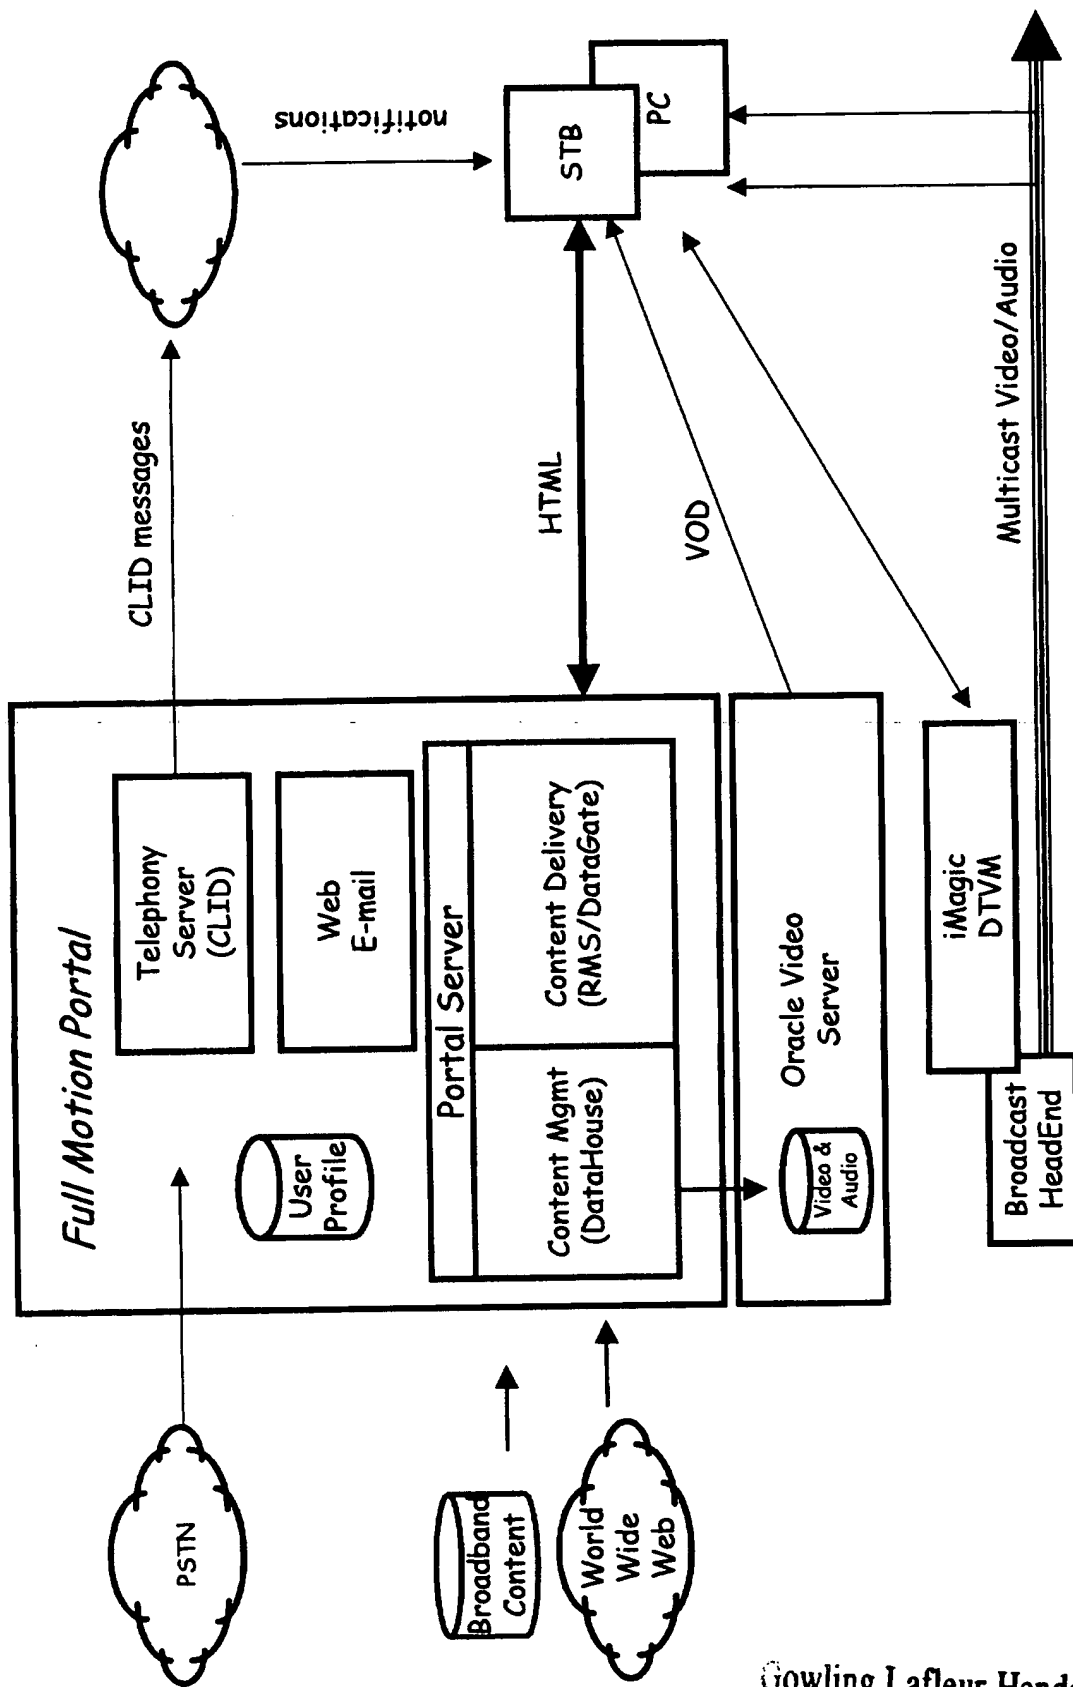 Full Motion Portal
PSTN
Telephony
Server
(CLID)
CLID messages
notifications
User
Profile
Web
E-mail
Portal Server
Content Mgmt
(DataHouse)
Content Delivery
(RMS/DataGate)
HTML
STB
PC
Broadband
Content
World
Wide
Web
VOD
Video &
Audio
Oracle Video
Server
iMagic
DTVM
Broadcast
HeadEnd
Multicast Video/Audio
Gowling Lafleur